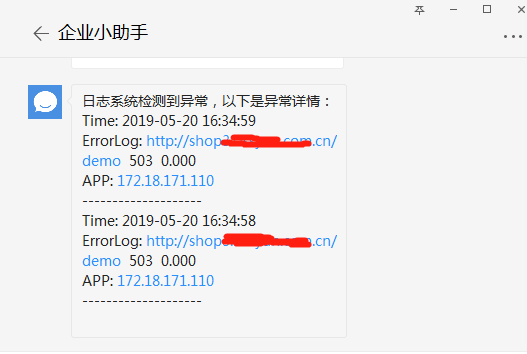 企业小助手
日志系统检测到异常，以下是异常详情：
Time: 2019-05-20 16:34:59
ErrorLog: http://shop com.cn/
demo 503 0.000
APP: 172.18.171.110
--------------------
Time: 2019-05-20 16:34:58
ErrorLog: http://shop .com.cn/
demo 503 0.000
APP: 172.18.171.110
--------------------